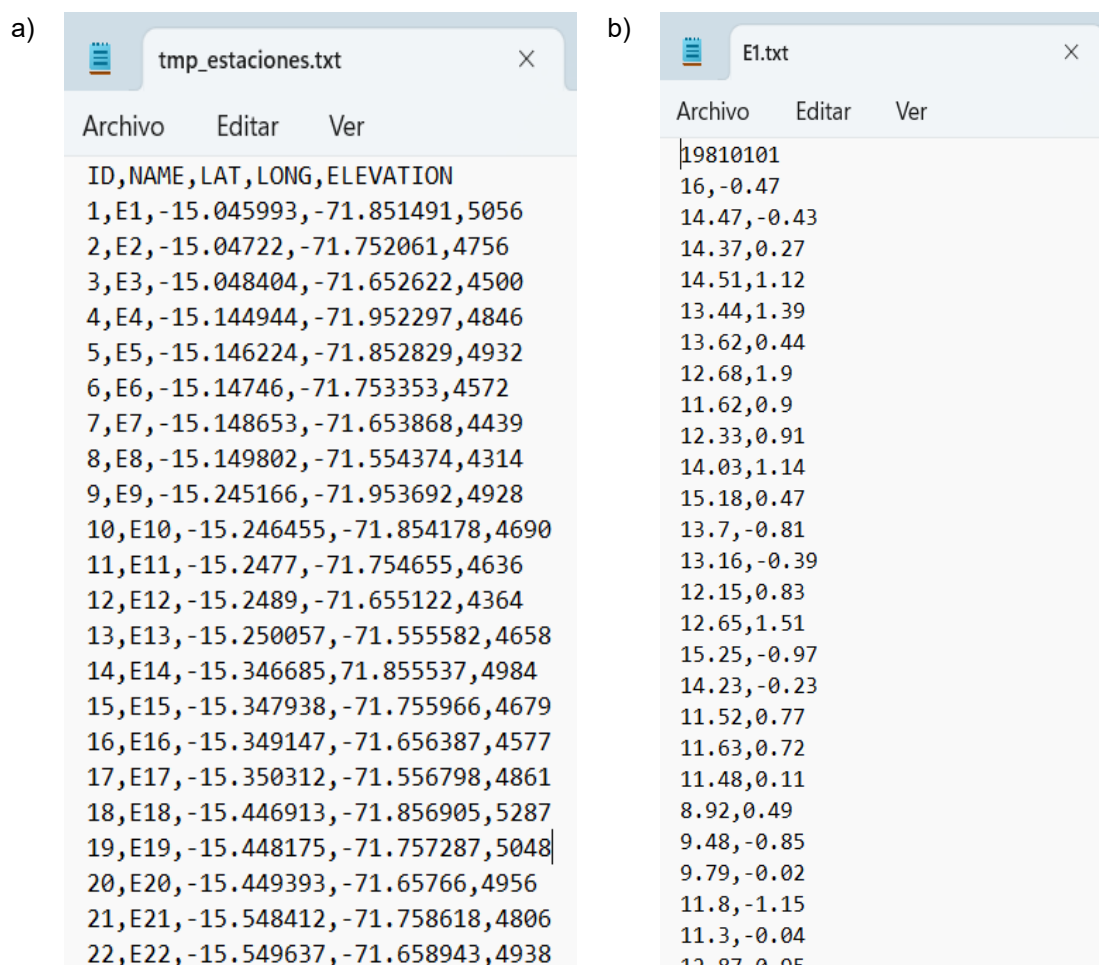 a)
tmp_estaciones.txt
Archivo Editar Ver
ID,NAME,LAT,LONG,ELEVATION
1,E1,-15.045993,-71.851491,5056
2,E2,-15.04722,-71.752061,4756
3,E3,-15.048404,-71.652622,4500
4,E4,-15.144944,-71.952297,4846
5,E5,-15.146224,-71.852829,4932
6,E6,-15.14746,-71.753353,4572
7,E7,-15.148653,-71.653868,4439
8,E8,-15.149802,-71.554374,4314
9,E9,-15.245166,-71.953692,4928
10,E10,-15.246455,-71.854178,4690
11,E11,-15.2477,-71.754655,4636
12,E12,-15.2489,-71.655122,4364
13,E13,-15.250057,-71.555582,4658
14,E14,-15.346685,71.855537,4984
15,E15,-15.347938,-71.755966,4679
16,E16,-15.349147,-71.656387,4577
17,E17,-15.350312,-71.556798,4861
18,E18,-15.446913,-71.856905,5287
19,E19,-15.448175,-71.757287,5048
20,E20,-15.449393,-71.65766,4956
21,E21,-15.548412,-71.758618,4806
22,E22,-15.549637,-71.658943,4938
b)
E1.txt
Archivo Editar Ver
19810101
16,-0.47
14.47,-0.43
14.37,0.27
14.51,1.12
13.44,1.39
13.62,0.44
12.68,1.9
11.62,0.9
12.33,0.91
14.03,1.14
15.18,0.47
13.7,-0.81
13.16,-0.39
12.15,0.83
12.65,1.51
15.25,-0.97
14.23,-0.23
11.52,0.77
11.63,0.72
11.48,0.11
8.92,0.49
9.48,-0.85
9.79,-0.02
11.8,-1.15
11.3,-0.04